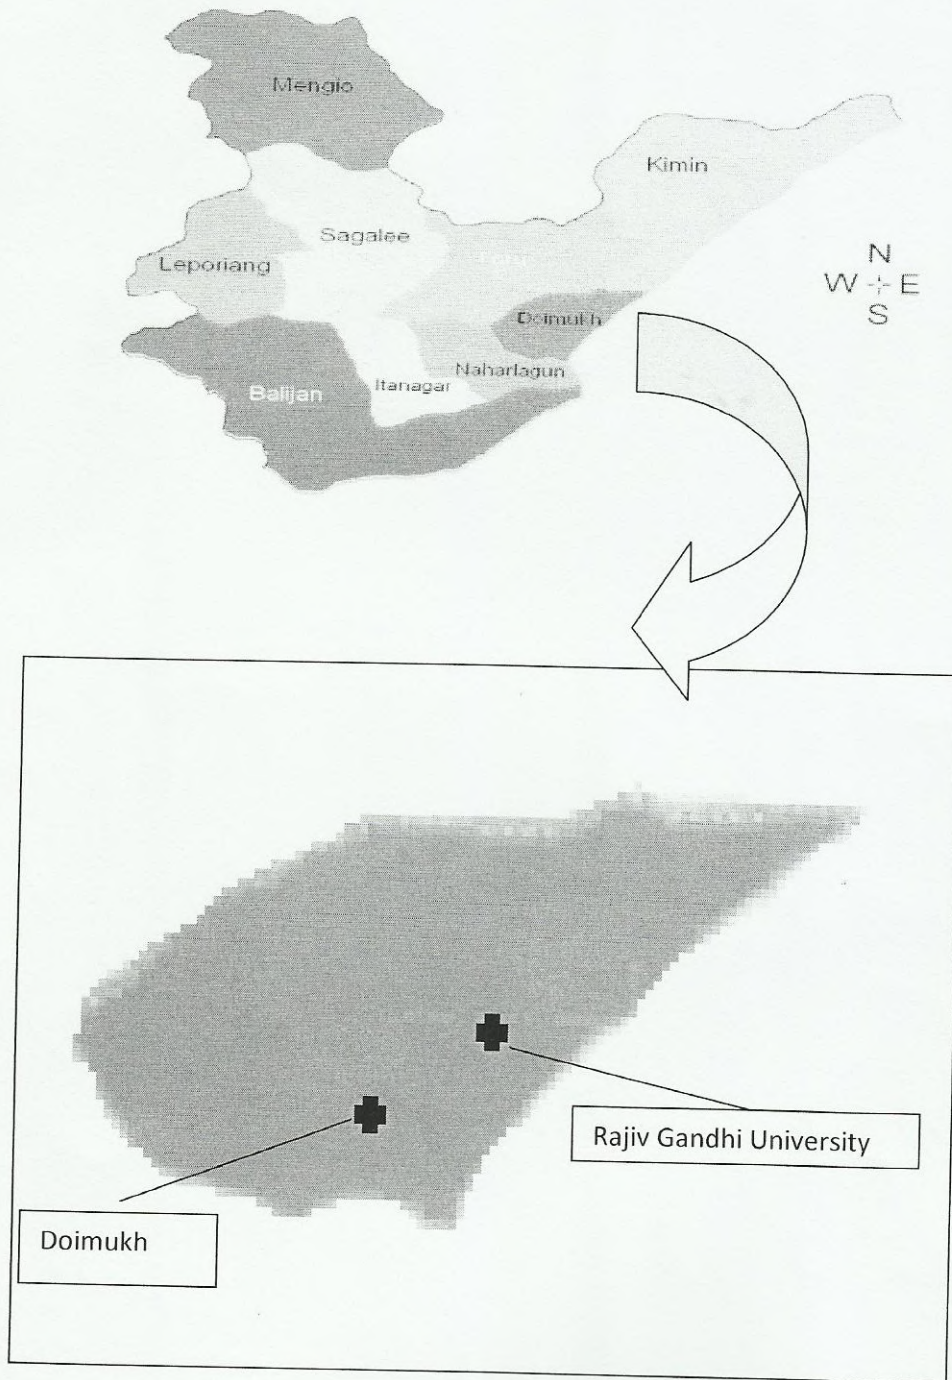 Mengio
Kimin
Sagalee
Leporiang
N
W E
S
Doimukh
Naharlagun
Itanagar
Balijan
Rajiv Gandhi University
Doimukh